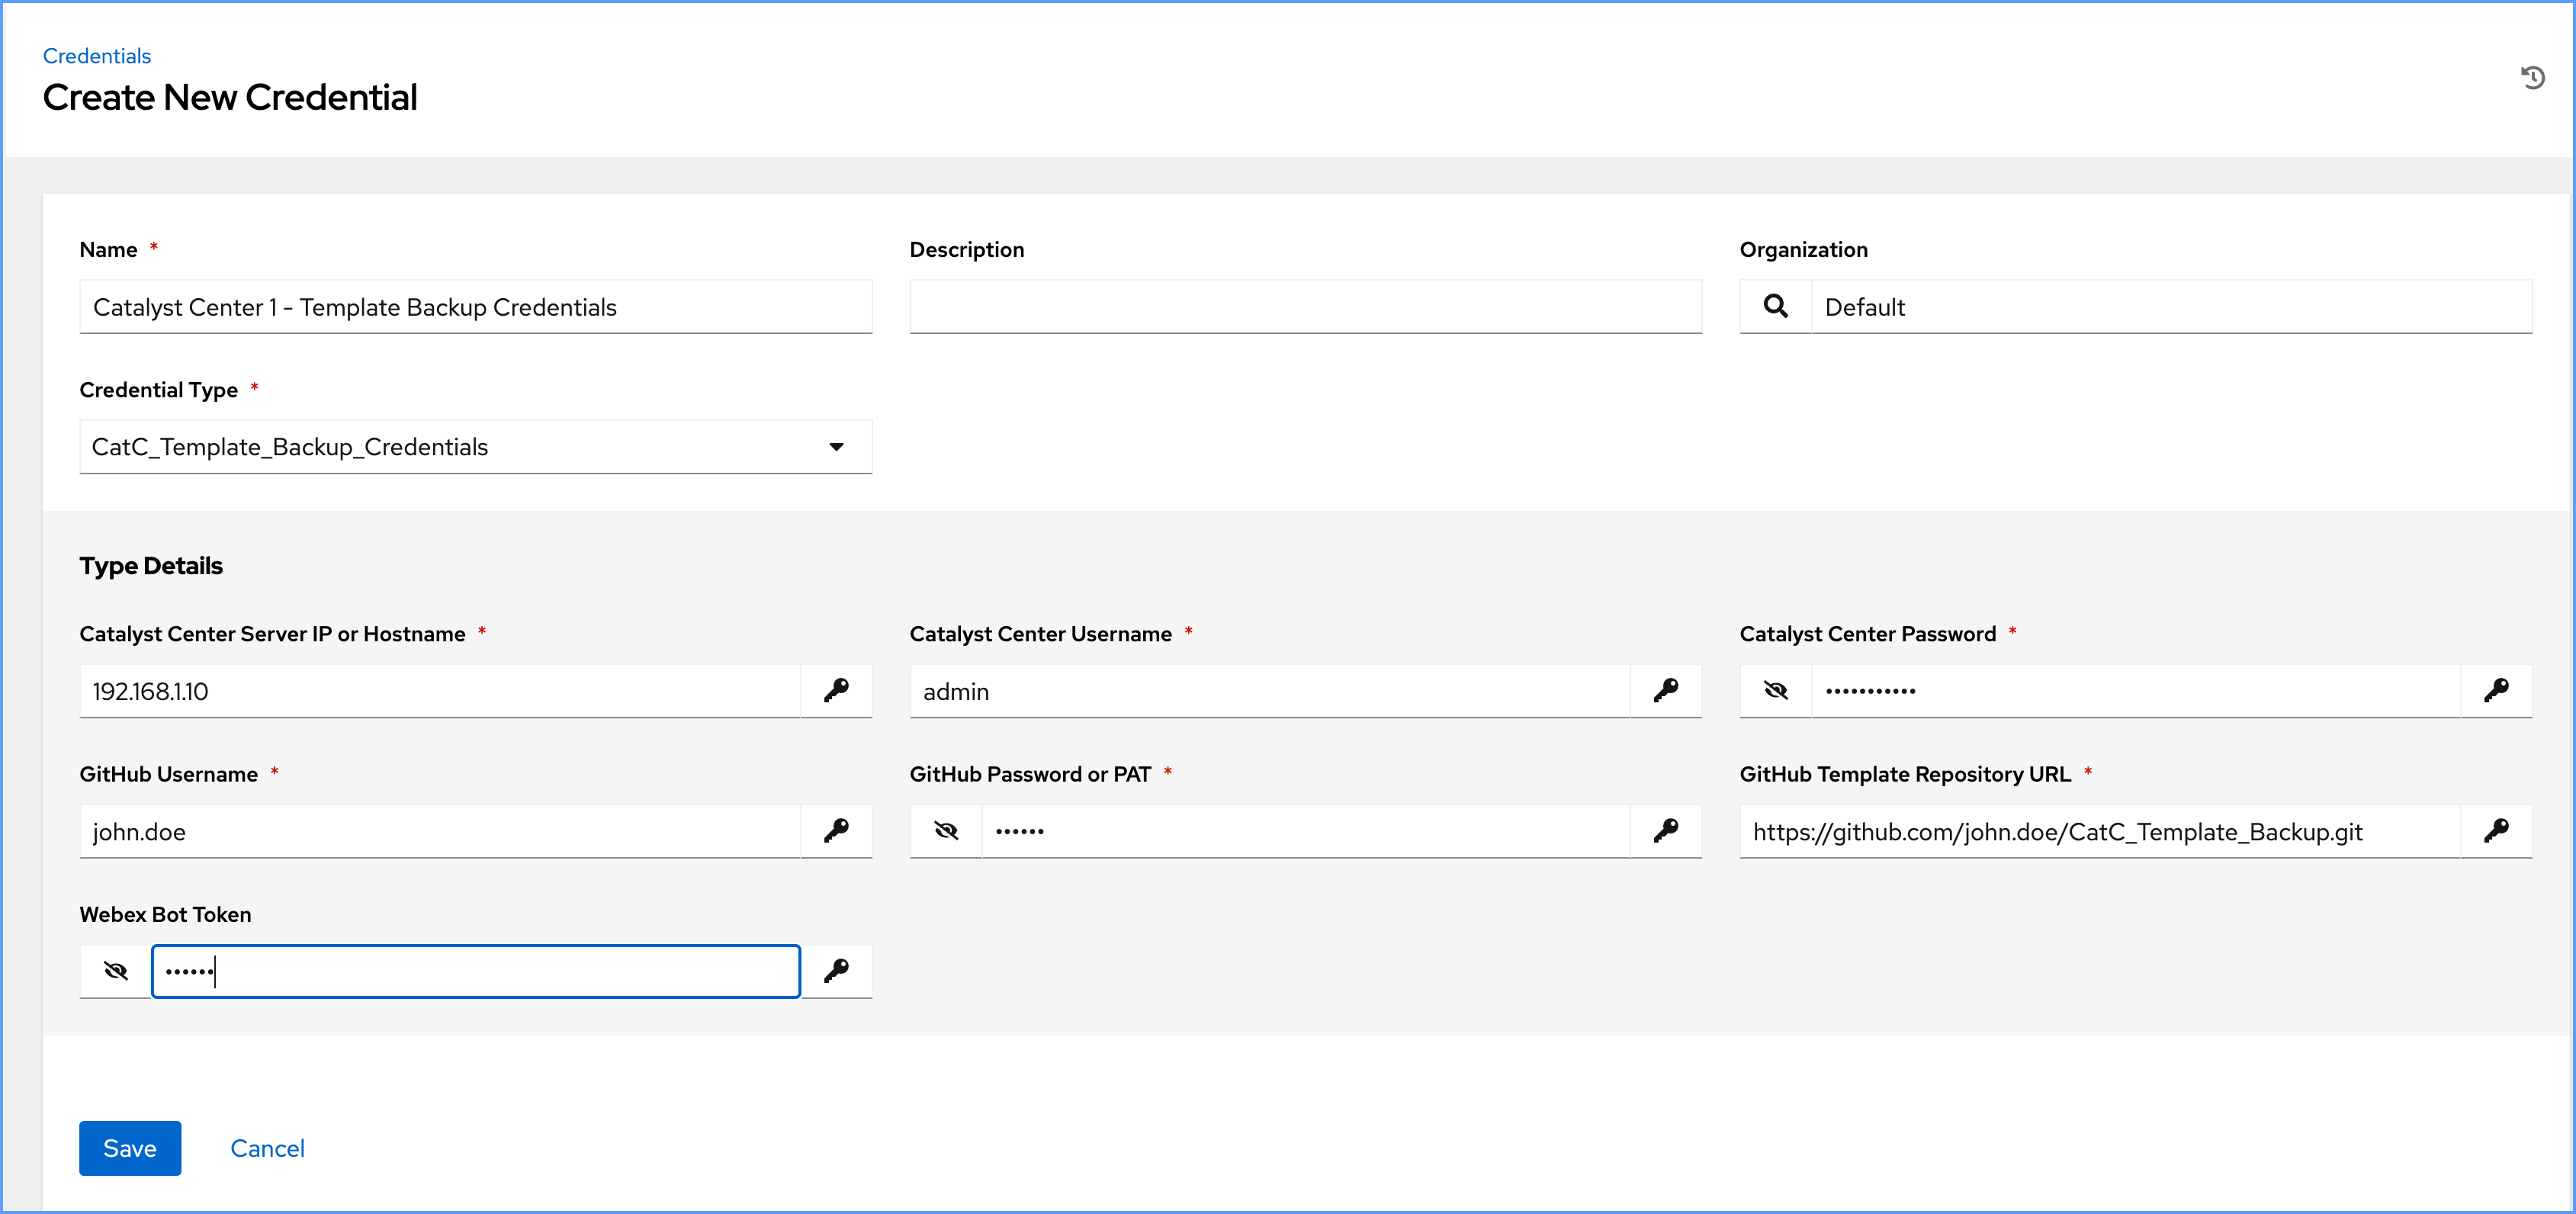 Credentials
Create New Credential
Name *
Description
Organization
Catalyst Center 1 - Template Backup Credentials
Default
Credential Type *
CatC_Template_Backup_Credentials
Type Details
Catalyst Center Server IP or Hostname *
Catalyst Center Username *
Catalyst Center Password *
192.168.1.10
admin
•••••••••••
GitHub Username *
GitHub Password or PAT *
GitHub Template Repository URL *
john.doe
••••••
https://github.com/john.doe/CatC_Template_Backup.git
Webex Bot Token
••••••
Save
Cancel